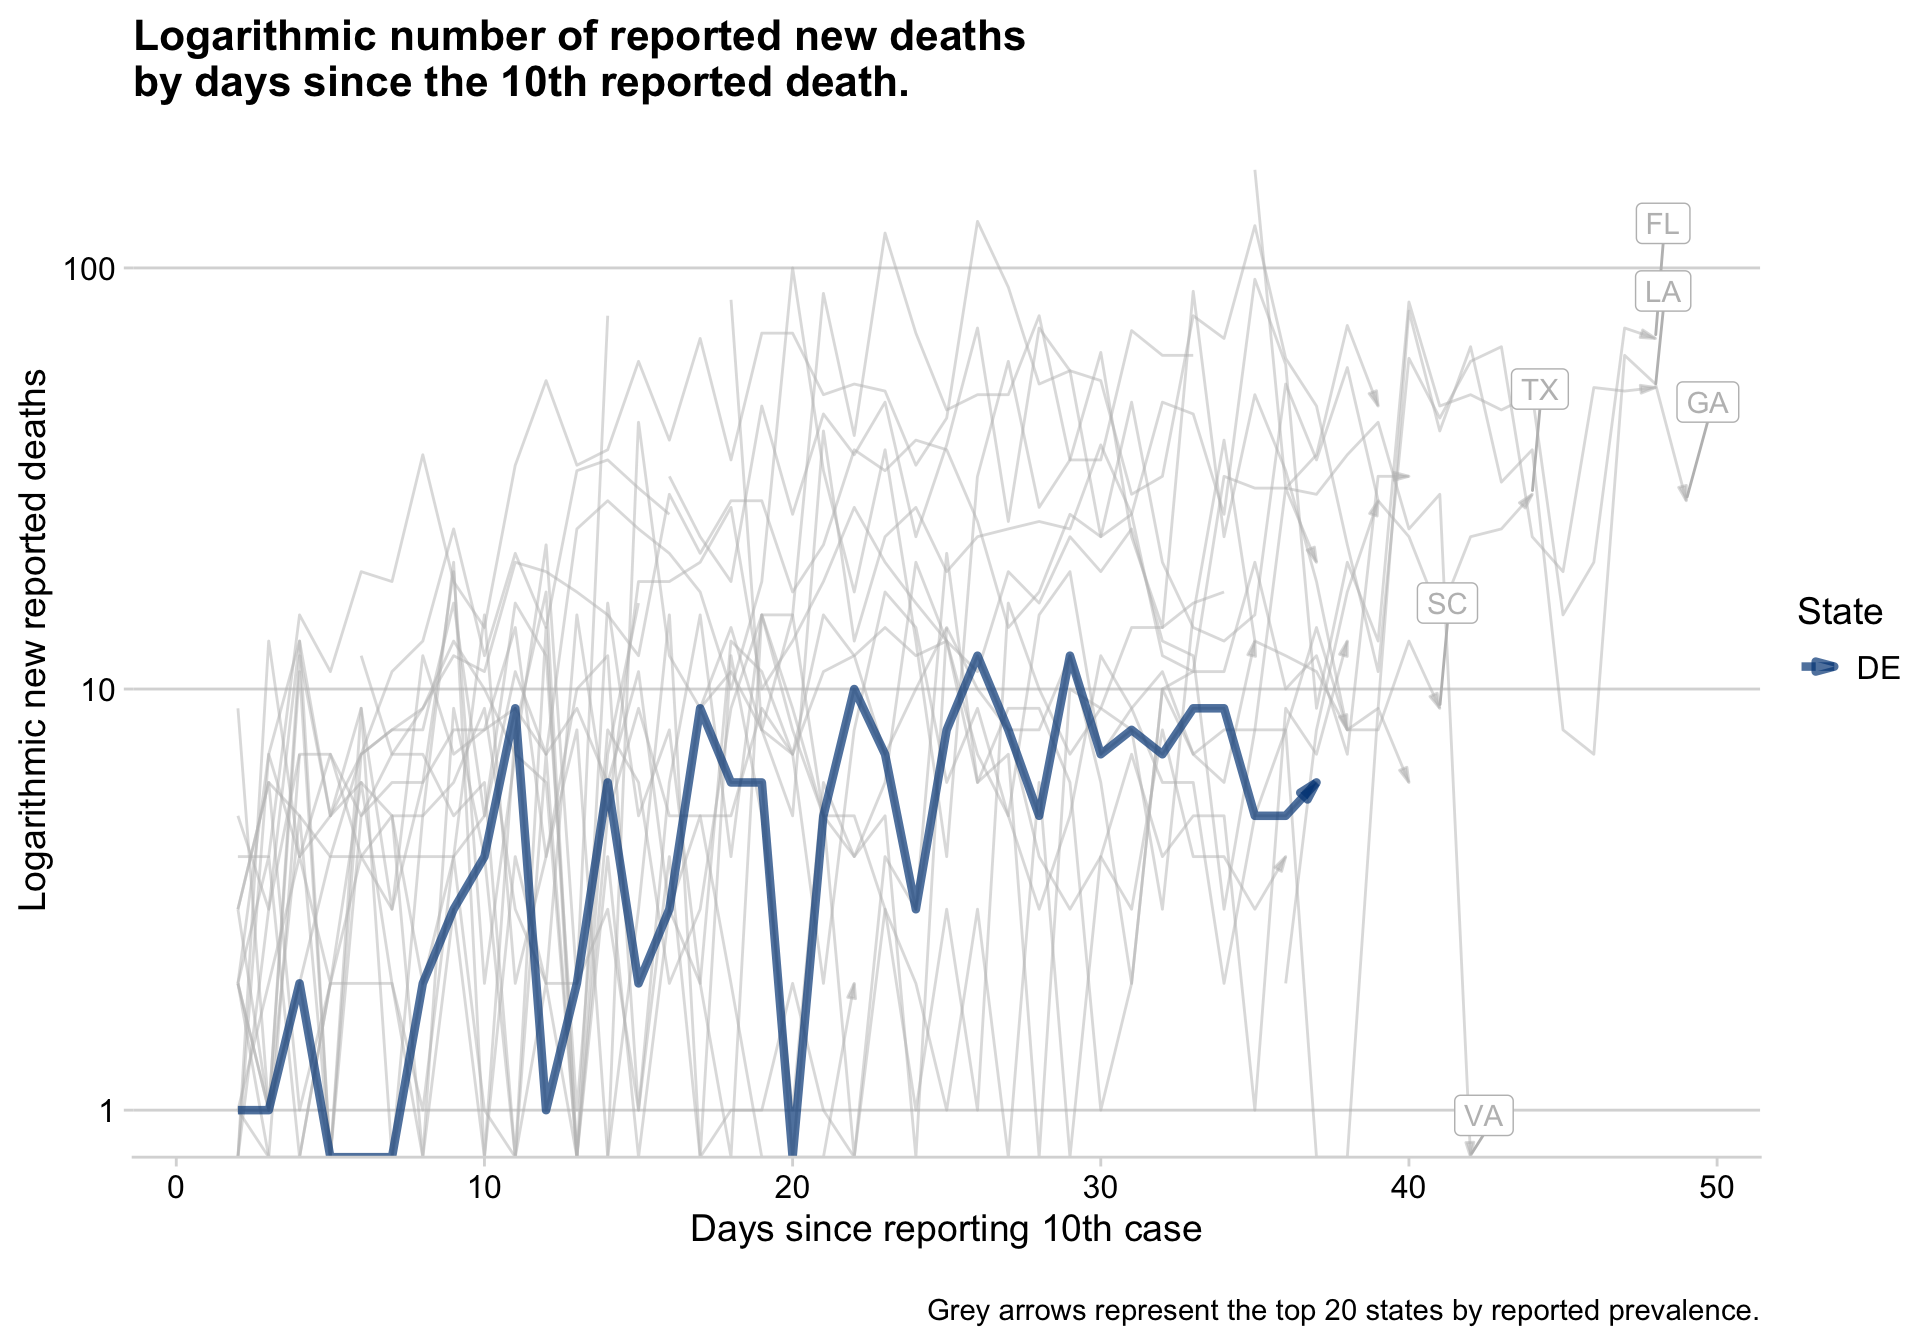 Logarithmic number of reported new deaths
by days since the 10th reported death.
Logarithmic new reported deaths
100
10
1
FL
LA
TX
GA
SC
VA
State
DE
0 10 20 30 40 50
Days since reporting 10th case
Grey arrows represent the top 20 states by reported prevalence.